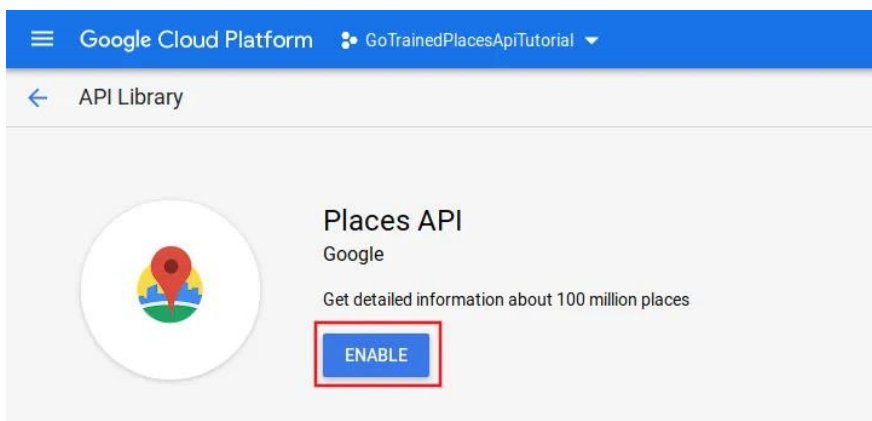 Google Cloud Platform GoTrainedPlacesApiTutorial
API Library
Places API
Google
Get detailed information about 100 million places
ENABLE